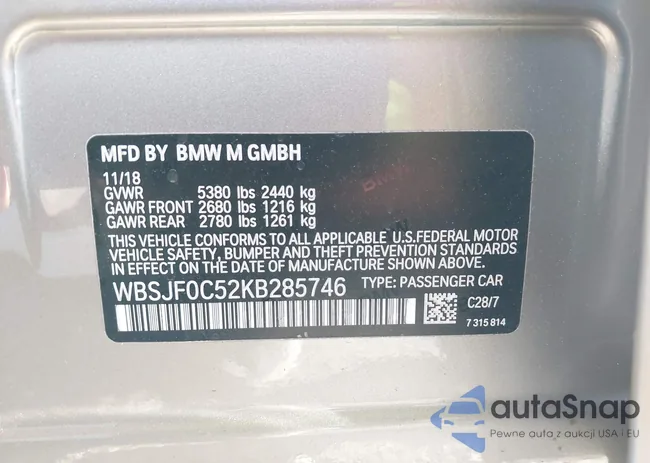 MFD BY BMW M GMBH
11/18
GVWR 5380 lbs 2440 kg
GAWR FRONT 2680 lbs 1216 kg
GAWR REAR 2780 lbs 1261 kg
THIS VEHICLE CONFORMS TO ALL APPLICABLE U.S.FEDERAL MOTOR
VEHICLE SAFETY, BUMPER AND THEFT PREVENTION STANDARDS IN
EFFECT ON THE DATE OF MANUFACTURE SHOWN ABOVE.
WBSJF0C52KB285746 TYPE: PASSENGER CAR
C28/7
7 315 814
autoSnap
Pewne auta z aukcji USA i EU